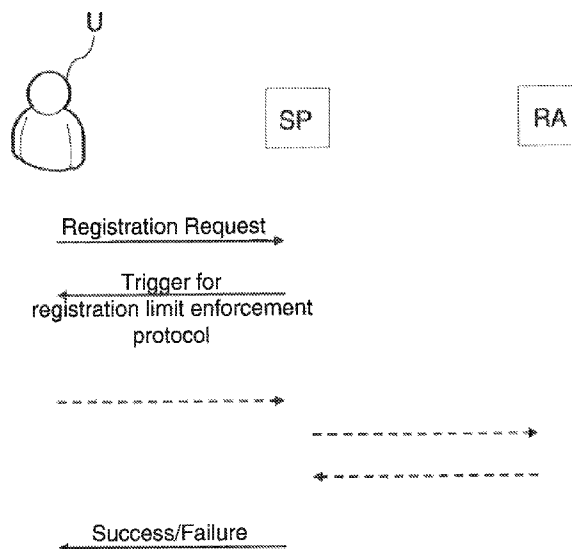 U
SP
RA
Registration Request
Trigger for
registration limit enforcement
protocol
Success/Failure